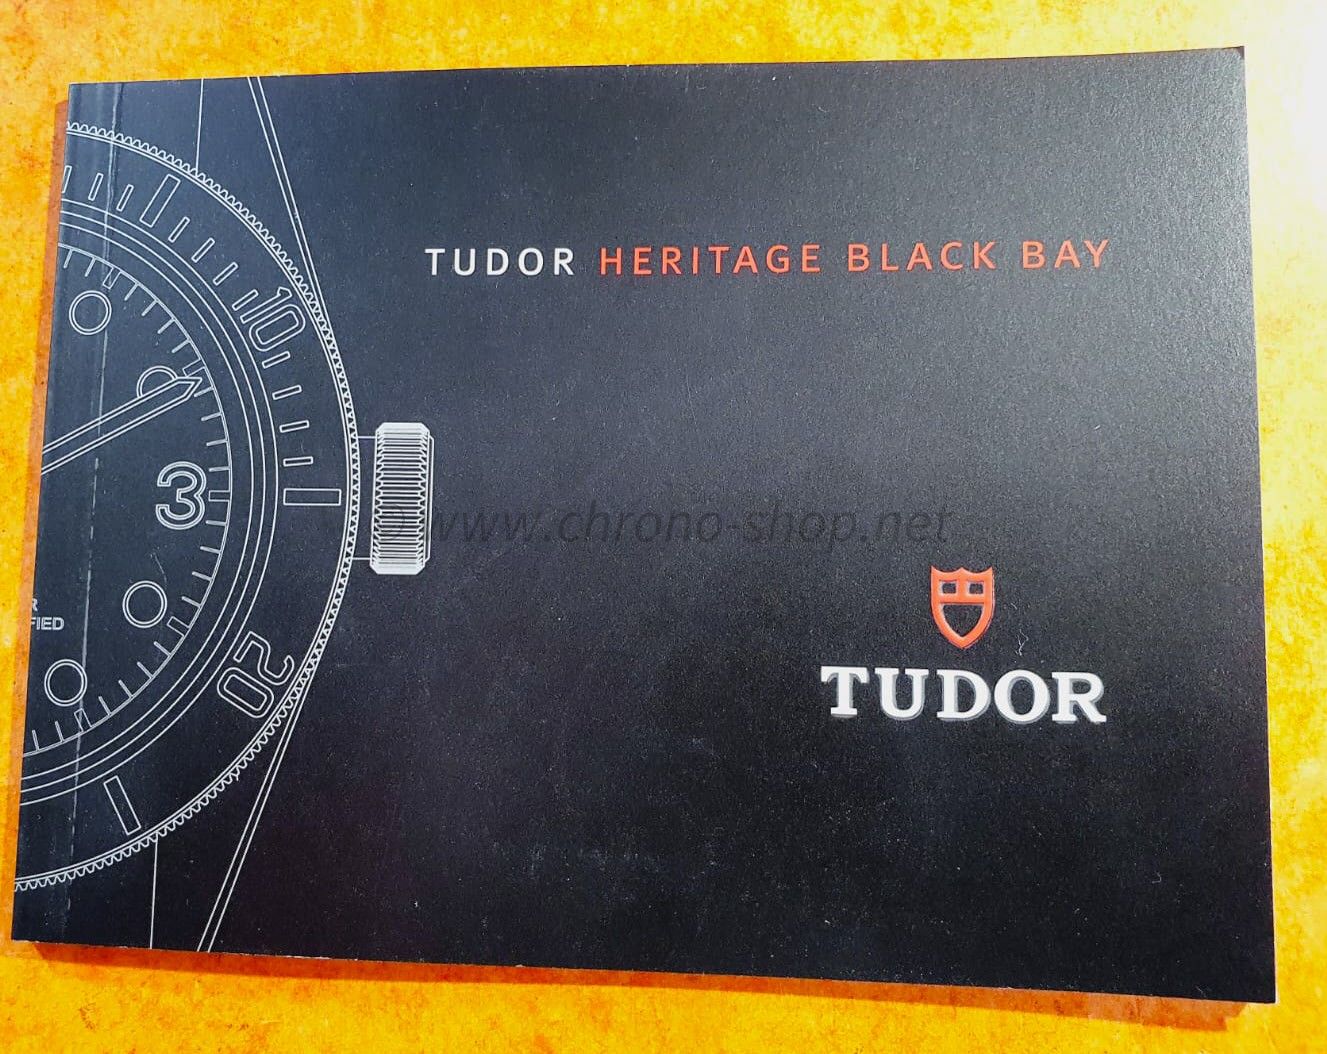 TUDOR HERITAGE BLACK BAY
10
3
R
FIED
20
© www.chrono-shop.net
TUDOR